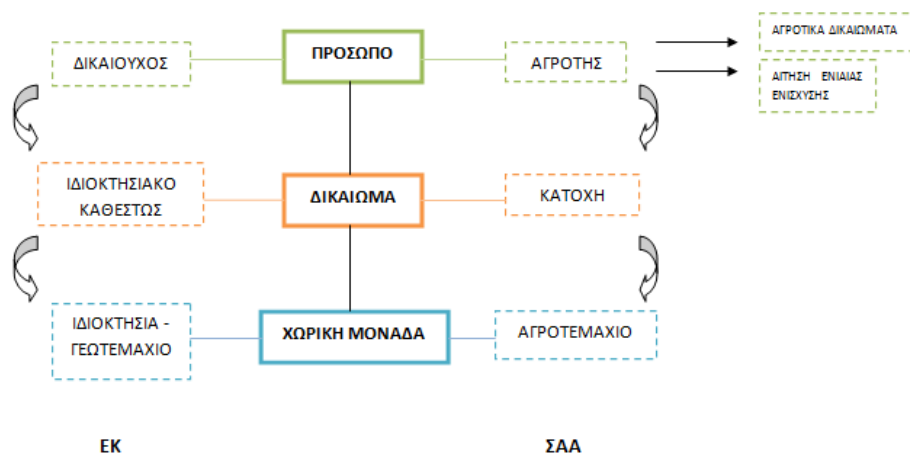 ΔΙΚΑΙΟΥΧΟΣ
ΠΡΟΣΩΠΟ
ΑΓΡΟΤΗΣ
ΑΓΡΟΤΙΚΑ ΔΙΚΑΙΩΜΑΤΑ
ΑΙΤΗΣΗ ΕΝΙΑΙΑΣ
ΕΝΙΣΧΥΣΗΣ
ΙΔΙΟΚΤΗΣΙΑΚΟ
ΚΑΘΕΣΤΩΣ
ΔΙΚΑΙΩΜΑ
ΚΑΤΟΧΗ
ΙΔΙΟΚΤΗΣΙΑ -
ΓΕΩΤΕΜΑΧΙΟ
ΧΩΡΙΚΗ ΜΟΝΑΔΑ
ΑΓΡΟΤΕΜΑΧΙΟ
ΕΚ
ΣΑΑ